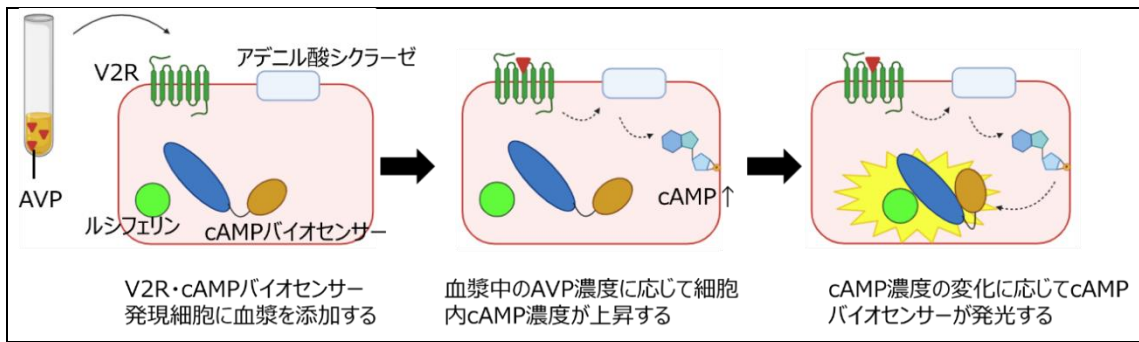 アデニル酸シクラーゼ
V2R
AVP
ルシフェリン
cAMPバイオセンサー
cAMP↑
V2R・cAMPバイオセンサー
発現細胞に血漿を添加する
血漿中のAVP濃度に応じて細胞
内cAMP濃度が上昇する
cAMP濃度の変化に応じてcAMP
バイオセンサーが発光する